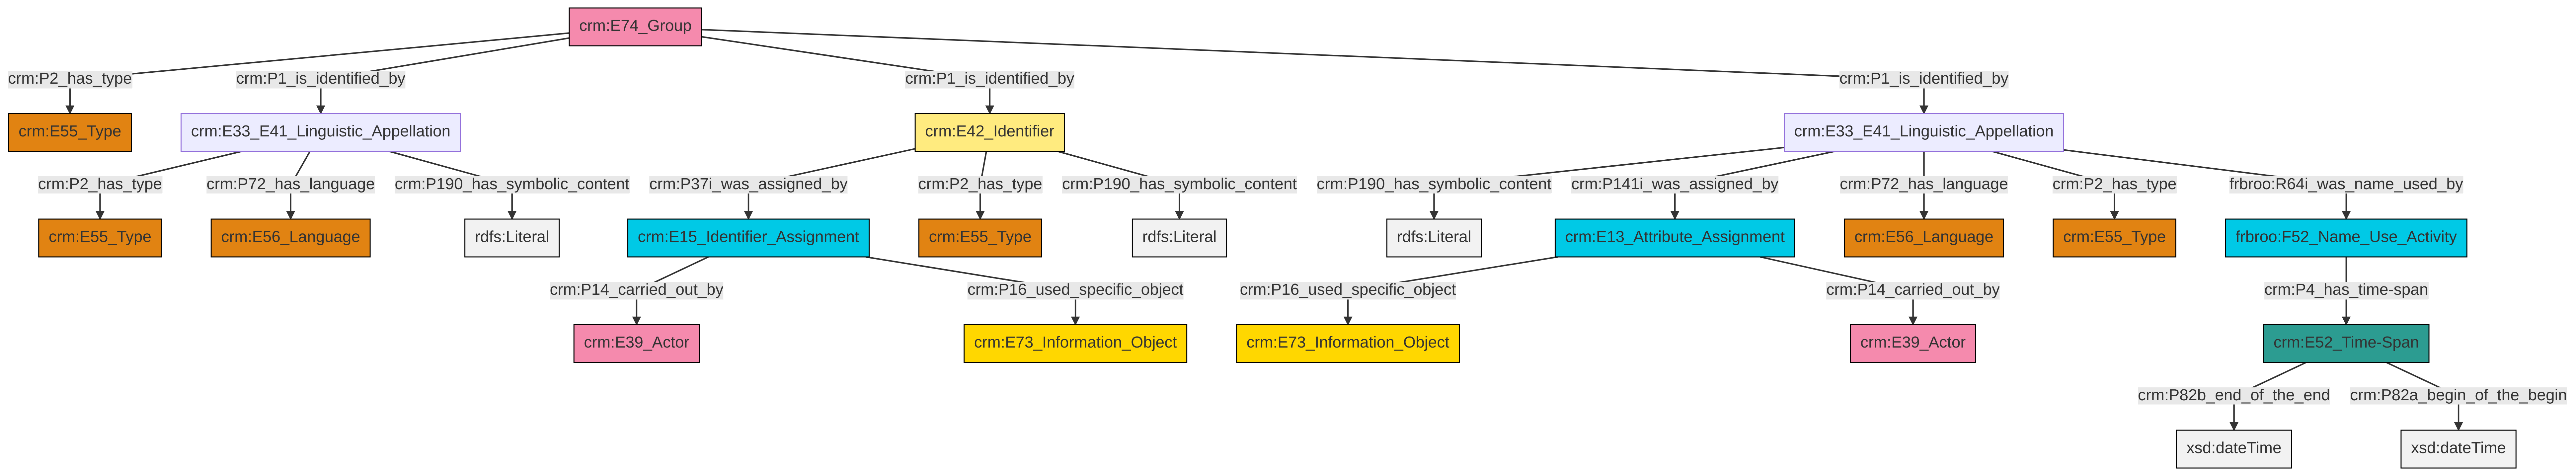 crm:E74_Group
crm:P2_has_type
crm:P1_is_identified_by
crm:P1_is_identified_by
crm:P1_is_identified_by
crm:E55_Type
crm:E33_E41_Linguistic_Appellation
crm:E42_Identifier
crm:E33_E41_Linguistic_Appellation
crm:P2_has_type
crm:P72_has_language
crm:P190_has_symbolic_content
crm:P37i_was_assigned_by
crm:P2_has_type
crm:P190_has_symbolic_content
crm:P190_has_symbolic_content
crm:P141i_was_assigned_by
crm:P72_has_language
crm:P2_has_type
frbroo:R64i_was_name_used_by
crm:E55_Type
crm:E56_Language
rdfs:Literal
crm:E15_Identifier_Assignment
crm:E55_Type
rdfs:Literal
rdfs:Literal
crm:E13_Attribute_Assignment
crm:E56_Language
crm:E55_Type
frbroo:F52_Name_Use_Activity
crm:P14_carried_out_by
crm:P16_used_specific_object
crm:P16_used_specific_object
crm:P14_carried_out_by
crm:P4_has_time-span
crm:E39_Actor
crm:E73_Information_Object
crm:E73_Information_Object
crm:E39_Actor
crm:E52_Time-Span
crm:P82b_end_of_the_end
crm:P82a_begin_of_the_begin
xsd:dateTime
xsd:dateTime